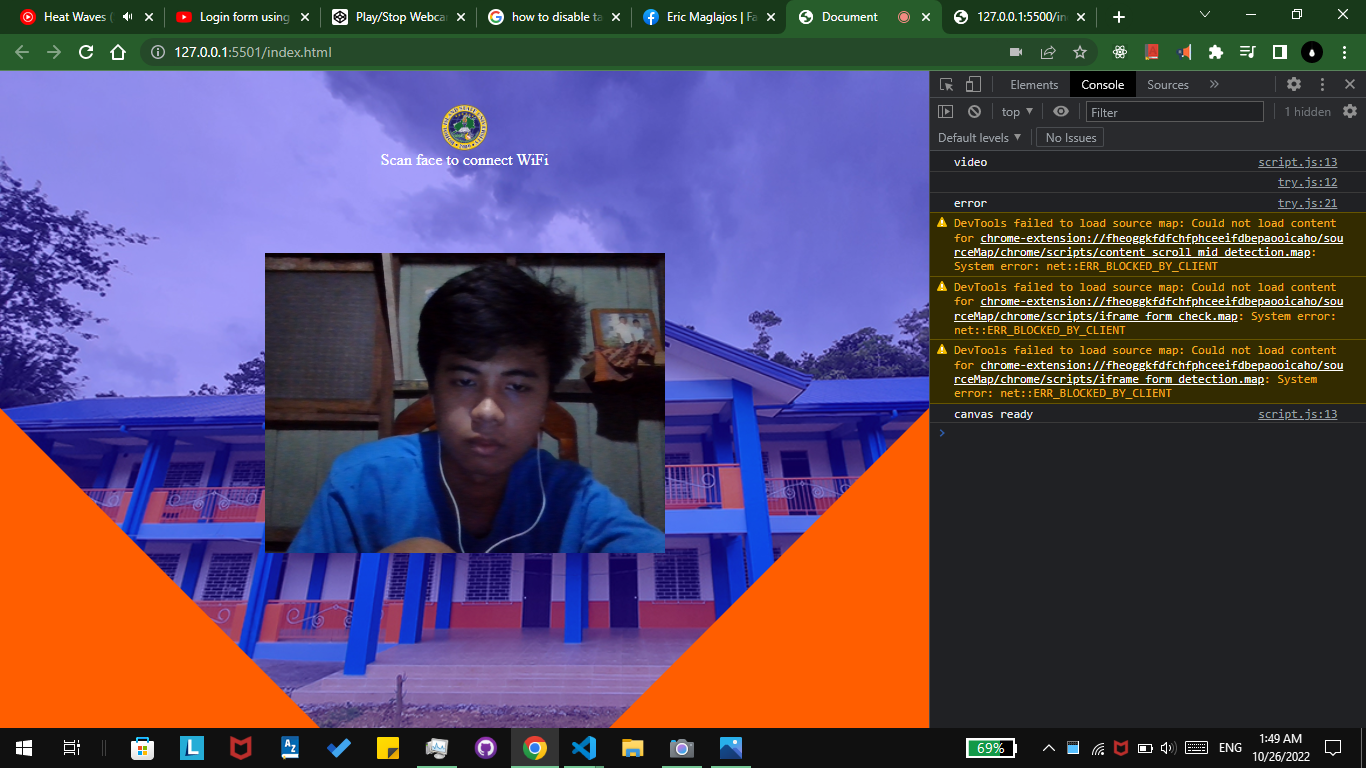 Heat Waves (
Login form using
Play/Stop Webca
how to disable ta
Eric Maglajos | Fa
Document
127.0.0.1:5500/in
127.0.0.1:5501/index.html
Scan face to connect WiFi
Elements
Console
Sources
top
Filter
1 hidden
Default levels
No Issues
video script.js:13
try.js:12
error try.js:21
DevTools failed to load source map: Could not load content
for chrome-extension://fheoggkfdfchfphceeifdbepaooicaho/sou
rceMap/chrome/scripts/content_scroll_mid_detection.map:
System error: net::ERR_BLOCKED_BY_CLIENT
DevTools failed to load source map: Could not load content
for chrome-extension://fheoggkfdfchfphceeifdbepaooicaho/sou
rceMap/chrome/scripts/iframe_form_check.map: System error:
net::ERR_BLOCKED_BY_CLIENT
DevTools failed to load source map: Could not load content
for chrome-extension://fheoggkfdfchfphceeifdbepaooicaho/sou
rceMap/chrome/scripts/iframe_form_detection.map: System
error: net::ERR_BLOCKED_BY_CLIENT
canvas ready script.js:13
69%
ENG
1:49 AM
10/26/2022